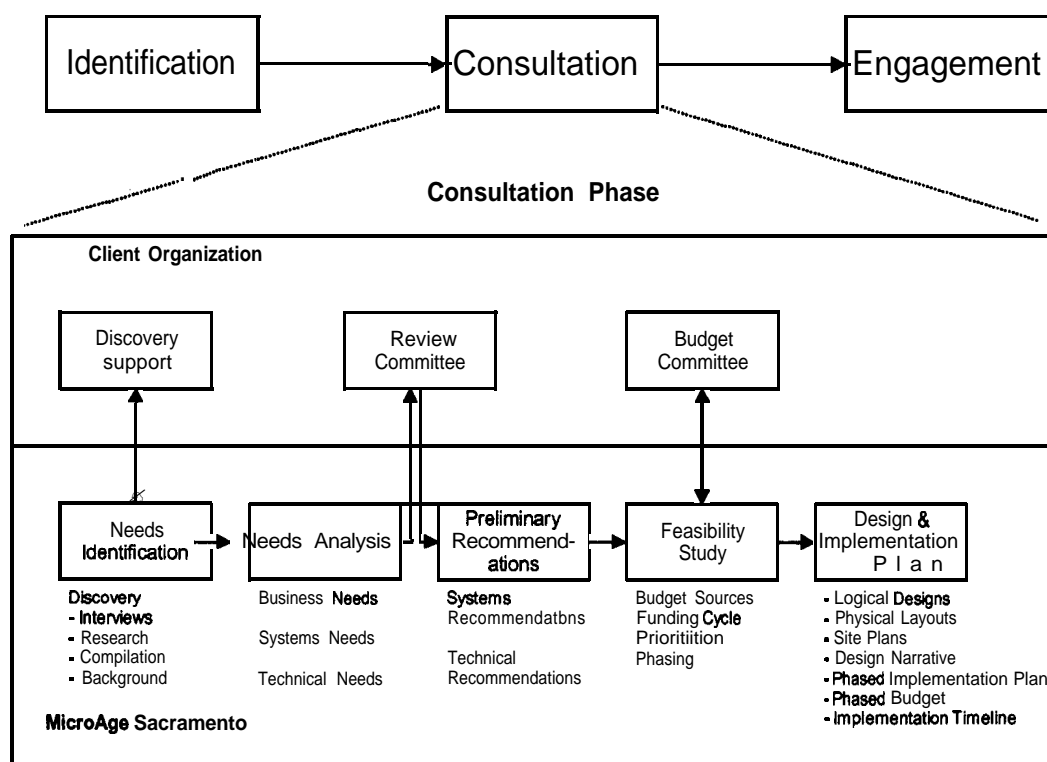 Identification
Consultation
Engagement
Consultation Phase
Client Organization
Discovery
support
Review
Committee
Budget
Committee
Needs
Identification
Needs Analysis
Preliminary
Recommend-
ations
Feasibility
Study
Design &
Implementation
Plan
Discovery
- Interviews
- Research
- Compilation
- Background
Business Needs
Systems Needs
Technical Needs
Systems
Recommendatbns
Technical
Recommendations
Budget Sources
Funding Cycle
Prioritiition
Phasing
- Logical Designs
- Physical Layouts
- Site Plans
- Design Narrative
- Phased Implementation Plan
- Phased Budget
- Implementation Timeline
MicroAge Sacramento